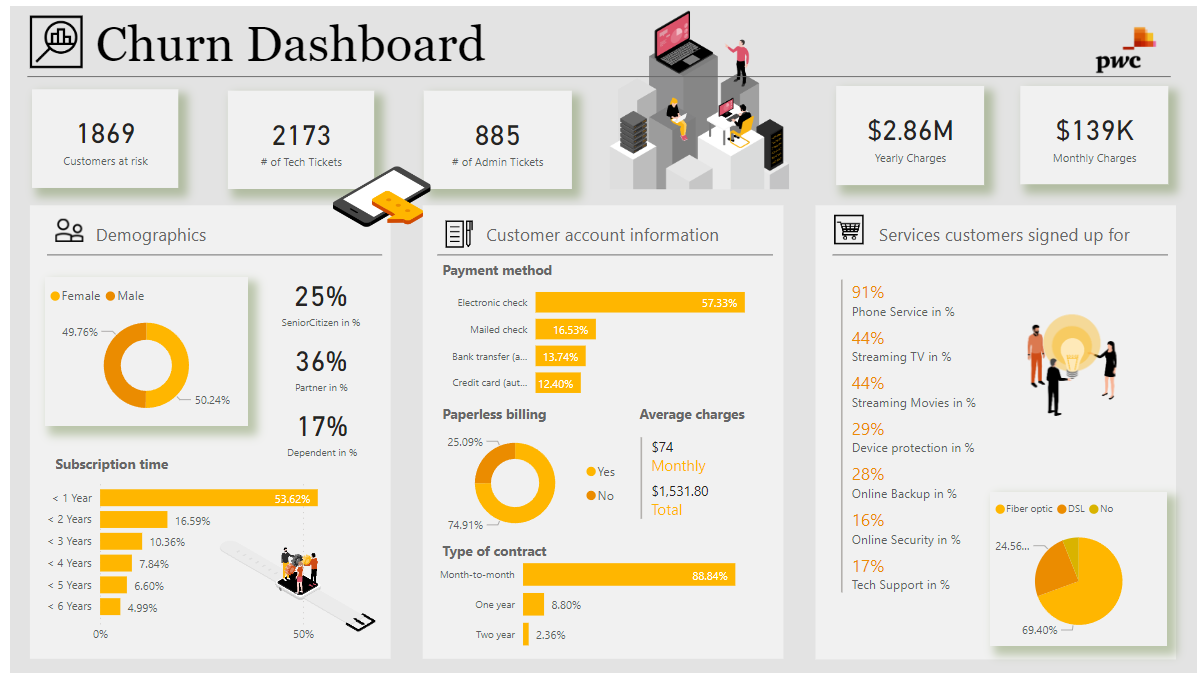 Churn Dashboard
pwc
1869
Customers at risk
2173
# of Tech Tickets
885
# of Admin Tickets
$2.86M
Yearly Charges
$139K
Monthly Charges
Demographics
Female Male
49.76%
50.24%
25%
SeniorCitizen in %
36%
Partner in %
17%
Dependent in %
Subscription time
< 1 Year 53.62%
< 2 Years 16.59%
< 3 Years 10.36%
< 4 Years 7.84%
< 5 Years 6.60%
< 6 Years 4.99%
0% 50%
Customer account information
Payment method
Electronic check 57.33%
Mailed check 16.53%
Bank transfer (a... 13.74%
Credit card (aut... 12.40%
Paperless billing
25.09%
74.91%
Yes
No
Average charges
$74
Monthly
$1,531.80
Total
Type of contract
Month-to-month 88.84%
One year 8.80%
Two year 2.36%
Services customers signed up for
91%
Phone Service in %
44%
Streaming TV in %
44%
Streaming Movies in %
29%
Device protection in %
28%
Online Backup in %
16%
Online Security in %
17%
Tech Support in %
Fiber optic DSL No
24.56...
69.40%